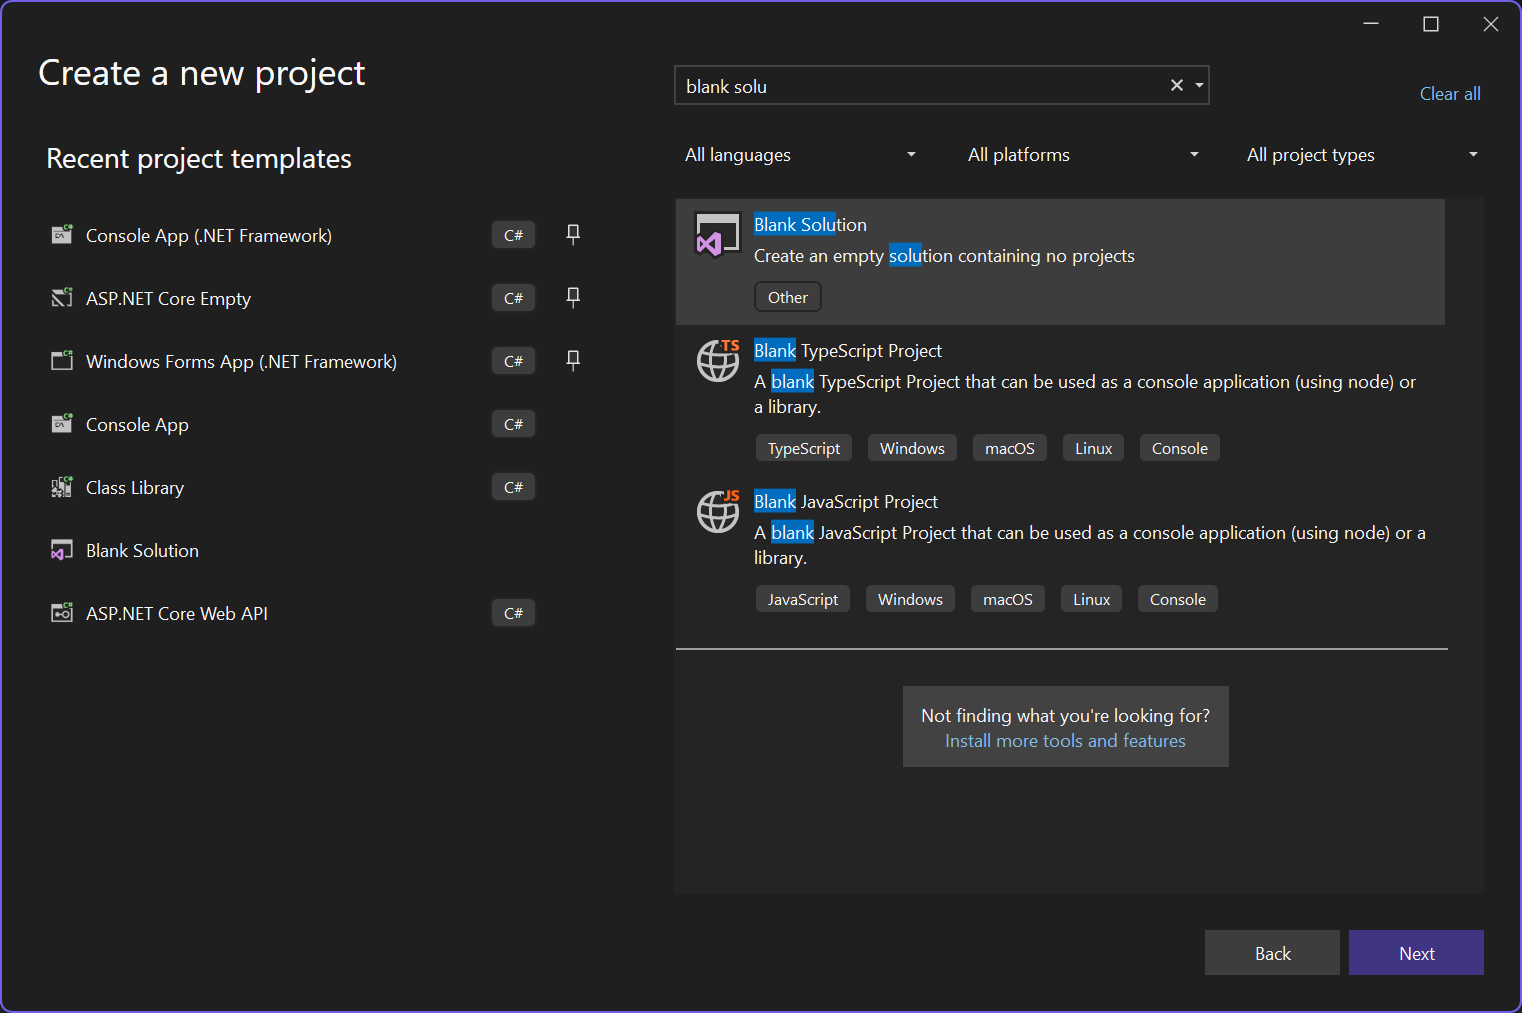 Create a new project
blank solu
Clear all
Recent project templates
All languages
All platforms
All project types
Console App (.NET Framework) C#
ASP.NET Core Empty C#
Windows Forms App (.NET Framework) C#
Console App C#
Class Library C#
Blank Solution
ASP.NET Core Web API C#
Blank Solution
Create an empty solution containing no projects
Other
TS
Blank TypeScript Project
A blank TypeScript Project that can be used as a console application (using node) or
a library.
TypeScript Windows macOS Linux Console
JS
Blank JavaScript Project
A blank JavaScript Project that can be used as a console application (using node) or a
library.
JavaScript Windows macOS Linux Console
Not finding what you're looking for?
Install more tools and features
Back
Next